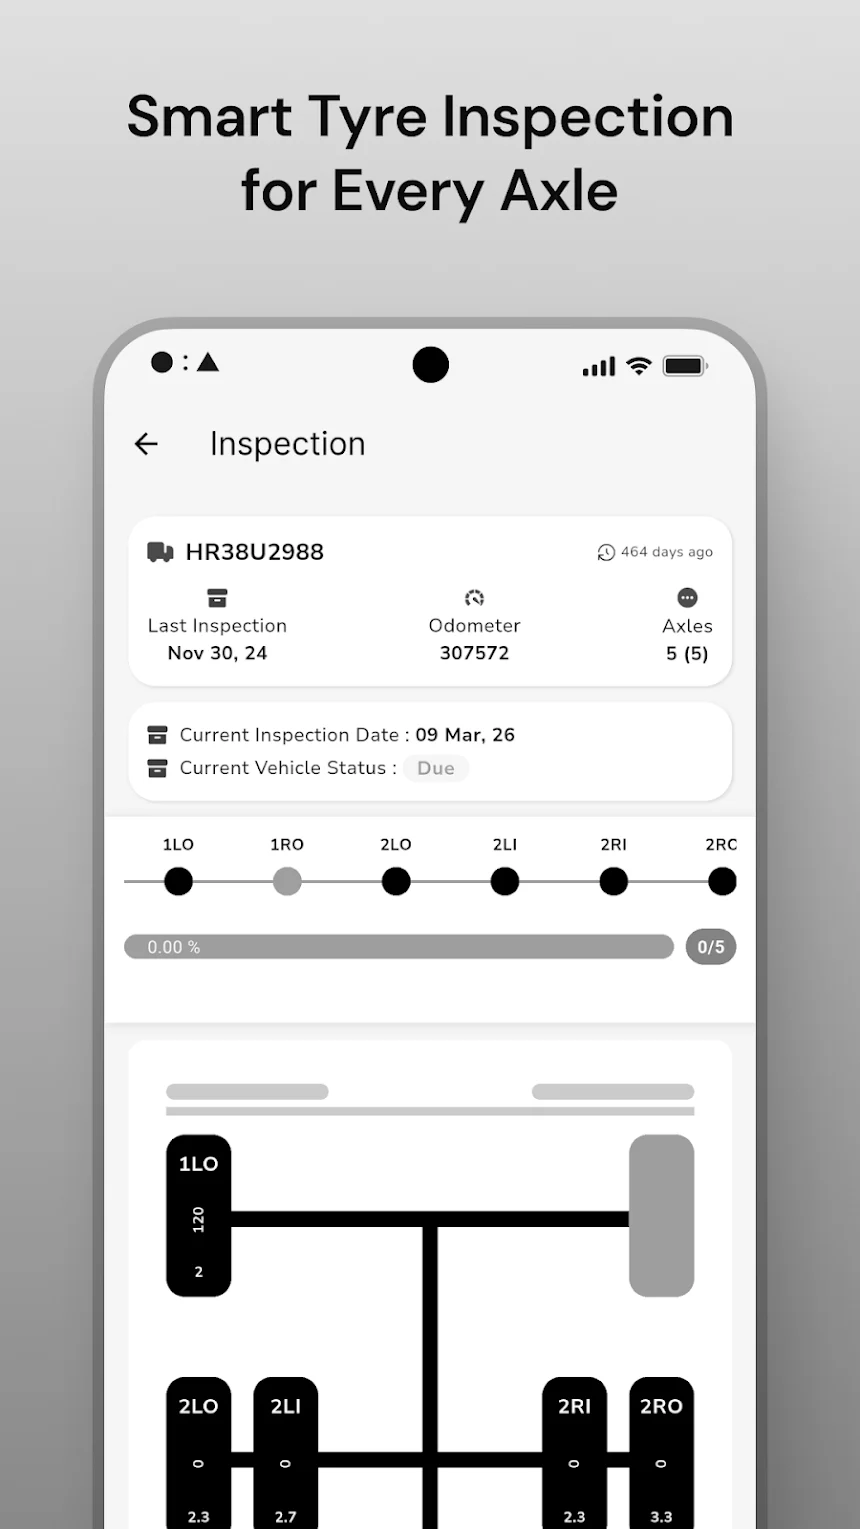 Smart Tyre Inspection
for Every Axle
Inspection
HR38U2988
464 days ago
Last Inspection
Odometer
Axles
Nov 30, 24
307572
5 (5)
Current Inspection Date : 09 Mar, 26
Current Vehicle Status : Due
1LO 1RO 2LO 2LI 2RI 2RO
0.00 %
0/5
1LO
120
2
2LO 2LI 2RI 2RO
0 0 0 0
2.3 2.7 2.3 3.3